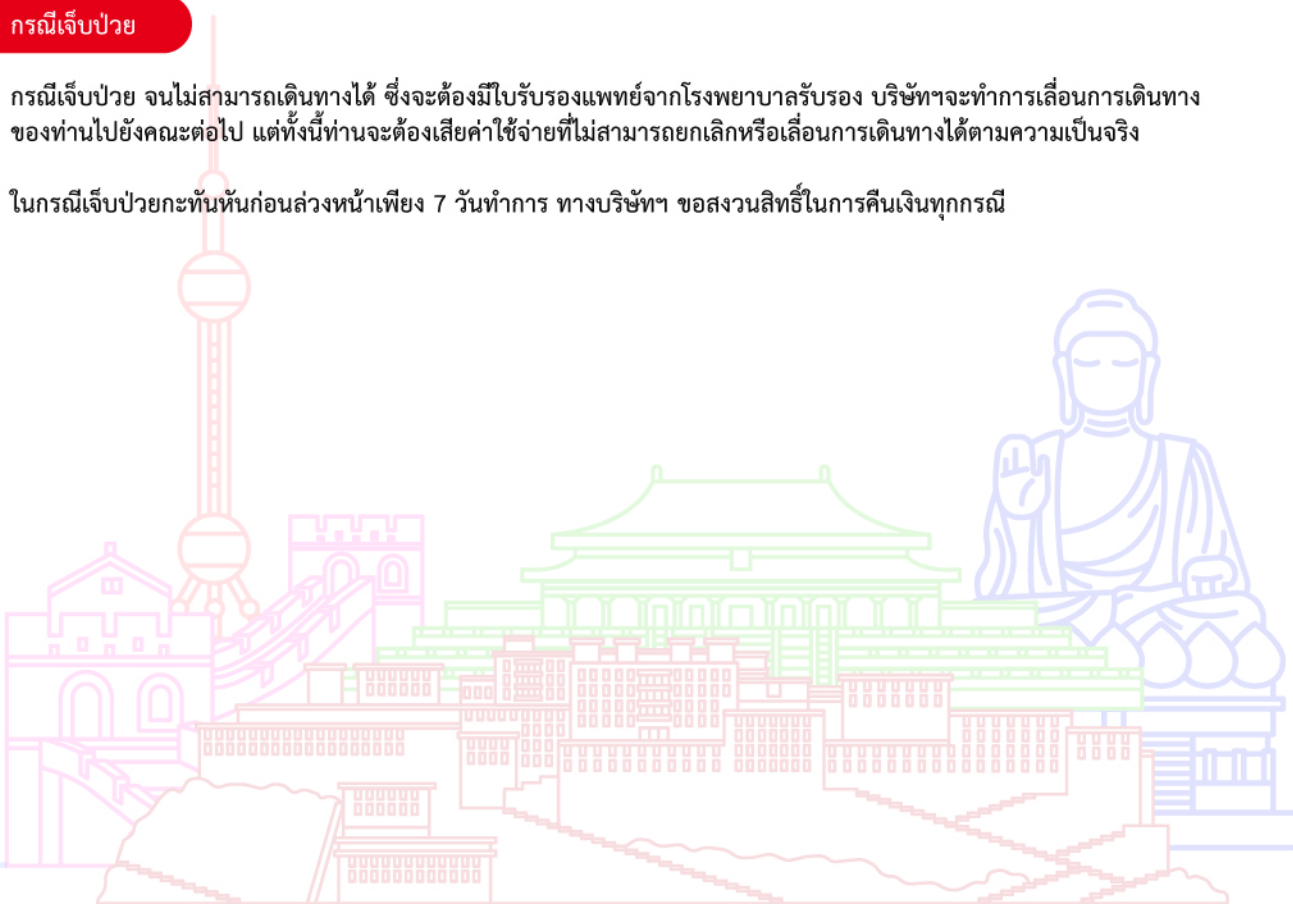 กรณีเจ็บป่วย
กรณีเจ็บป่วย จนไม่สามารถเดินทางได้ ซึ่งจะต้องมีใบรับรองแพทย์จากโรงพยาบาลรับรอง บริษัทฯจะทำการเลื่อนการเดินทาง
ของท่านไปยังคณะต่อไป แต่ทั้งนี้ท่านจะต้องเสียค่าใช้จ่ายที่ไม่สามารถยกเลิกหรือเลื่อนการเดินทางได้ตามความเป็นจริง
ในกรณีเจ็บป่วยกะทันหันก่อนล่วงหน้าเพียง 7 วันทำการ ทางบริษัทฯ ขอสงวนสิทธิ์ในการคืนเงินทุกกรณี